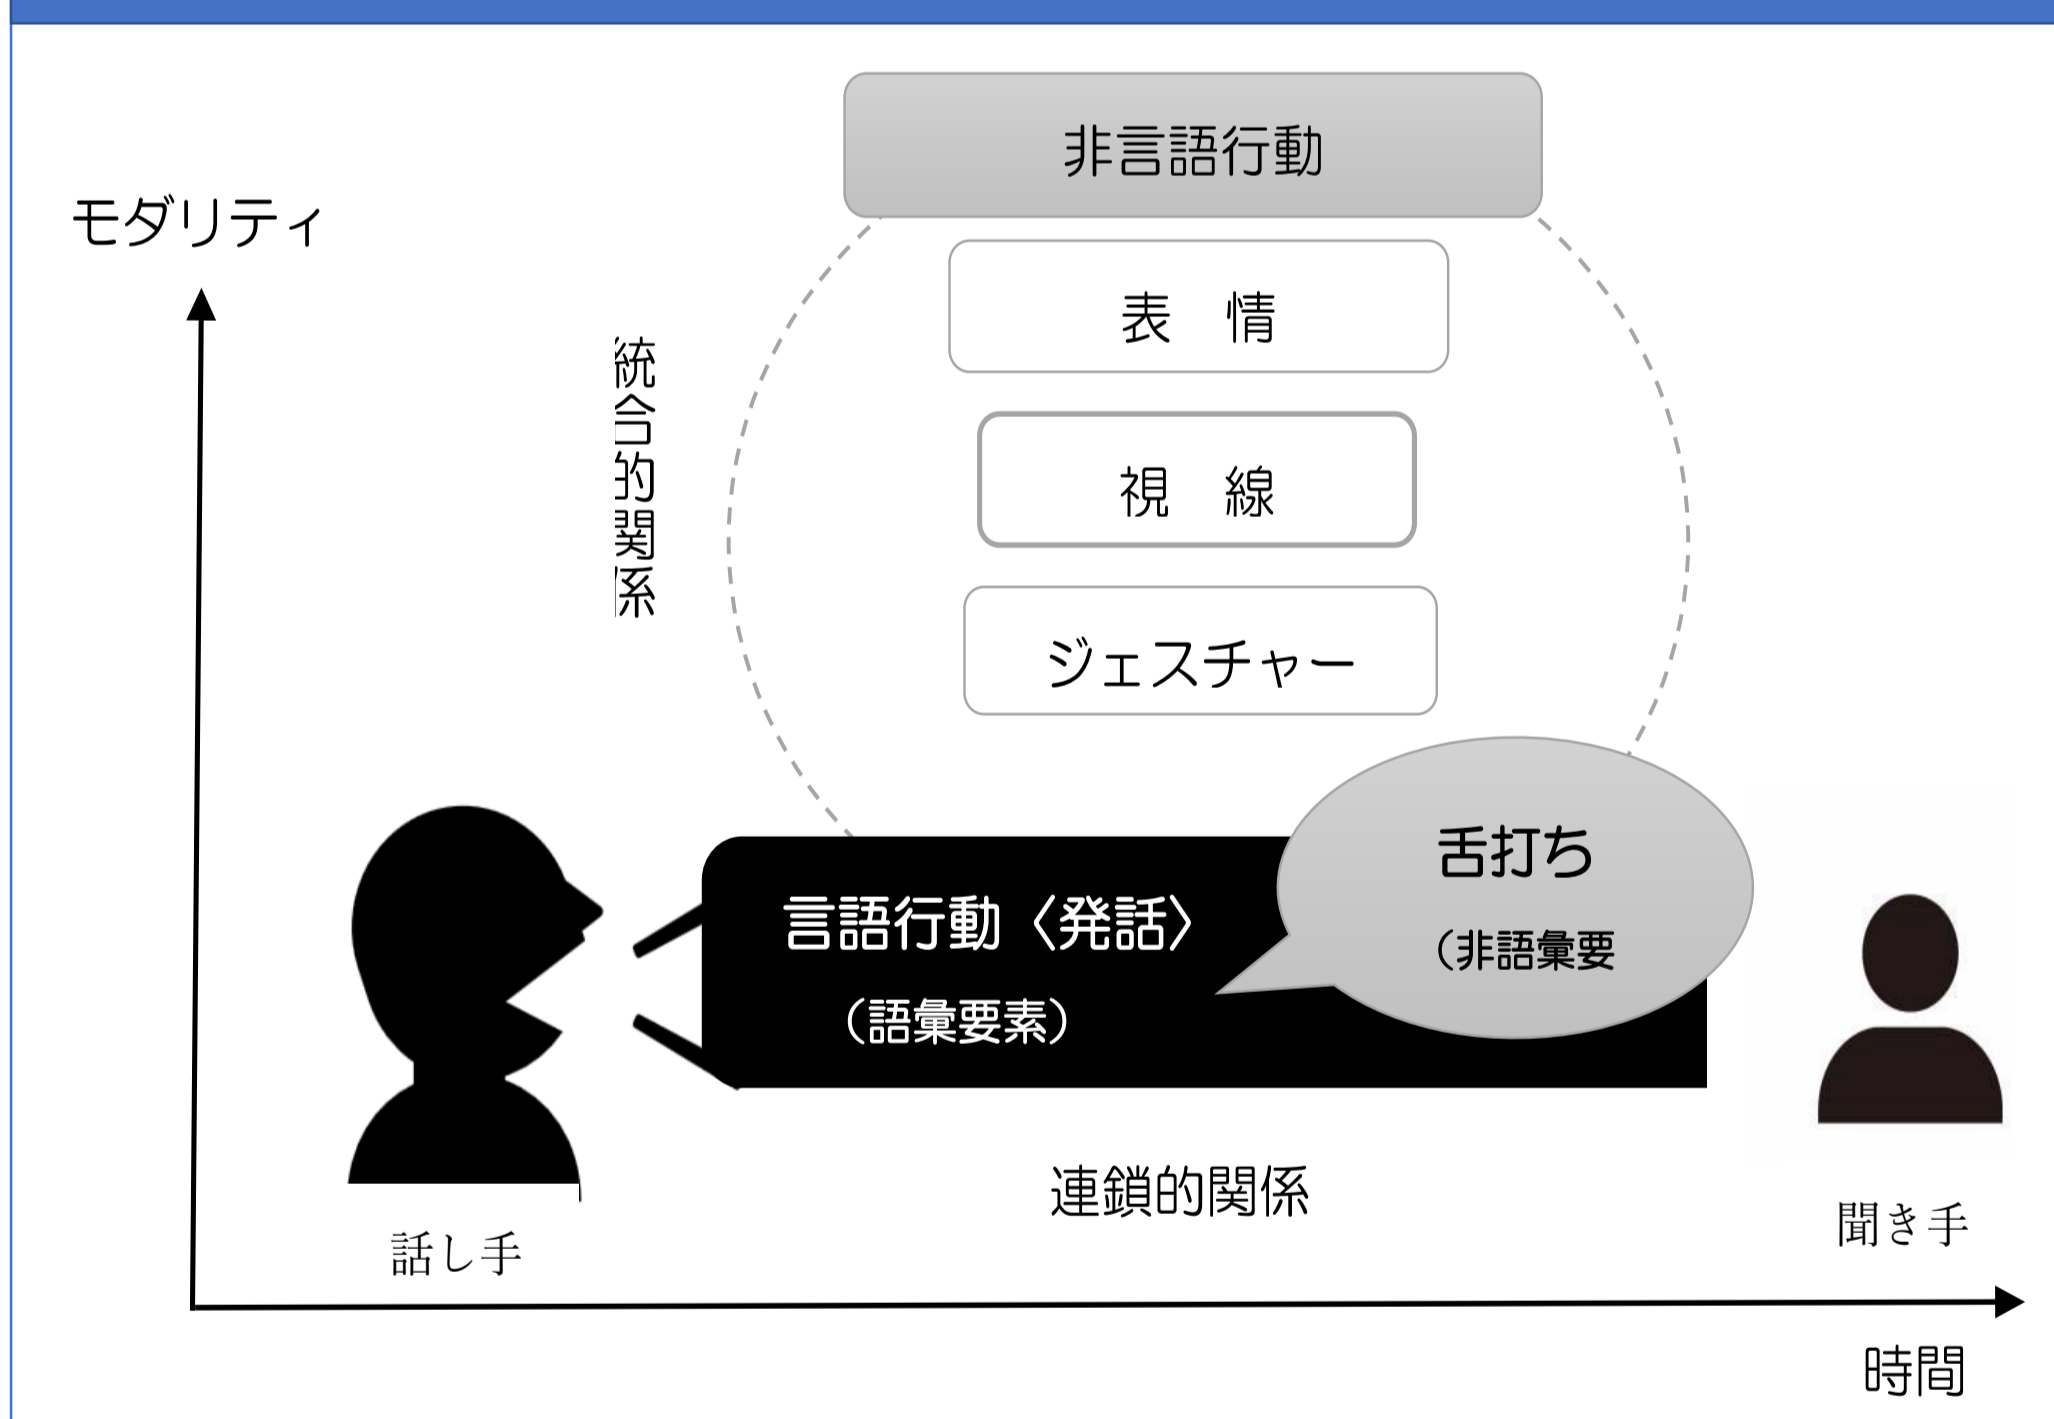 非言語行動
モダリティ
表　情
統合的関係
視　線
ジェスチャー
舌打ち
（非語彙要
言語行動〈発話〉
（語彙要素）
連鎖的関係
話し手
聞き手
時間